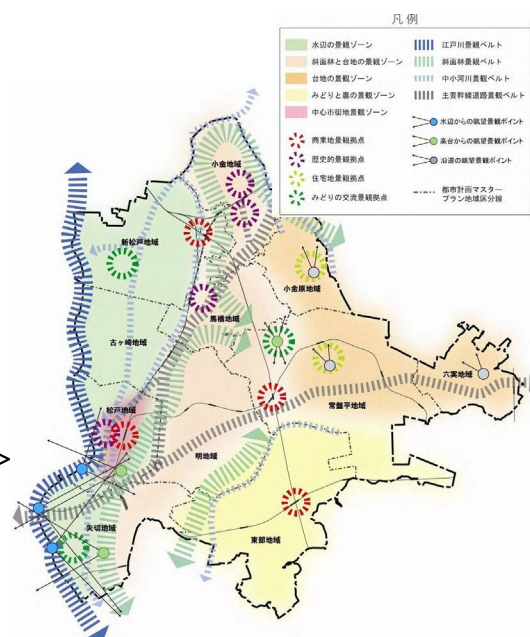 凡例
水辺の景観ゾーン
斜面林と台地の景観ゾーン
台地の景観ゾーン
みどりと農の景観ゾーン
中心市街地景観ゾーン
商業地景観拠点
歴史的景観拠点
住宅地景観拠点
みどりの交流景観拠点
江戸川景観ベルト
斜面林景観ベルト
中小河川景観ベルト
主要幹線道路景観ベルト
水辺からの眺望景観ポイント
高台からの眺望景観ポイント
沿道の眺望景観ポイント
都市計画マスター
プラン地域区分線
小金地域
新松戸地域
小金原地域
馬橋地域
古ヶ崎地域
六実地域
松戸地域
常盤平地域
明地域
矢切地域
東部地域